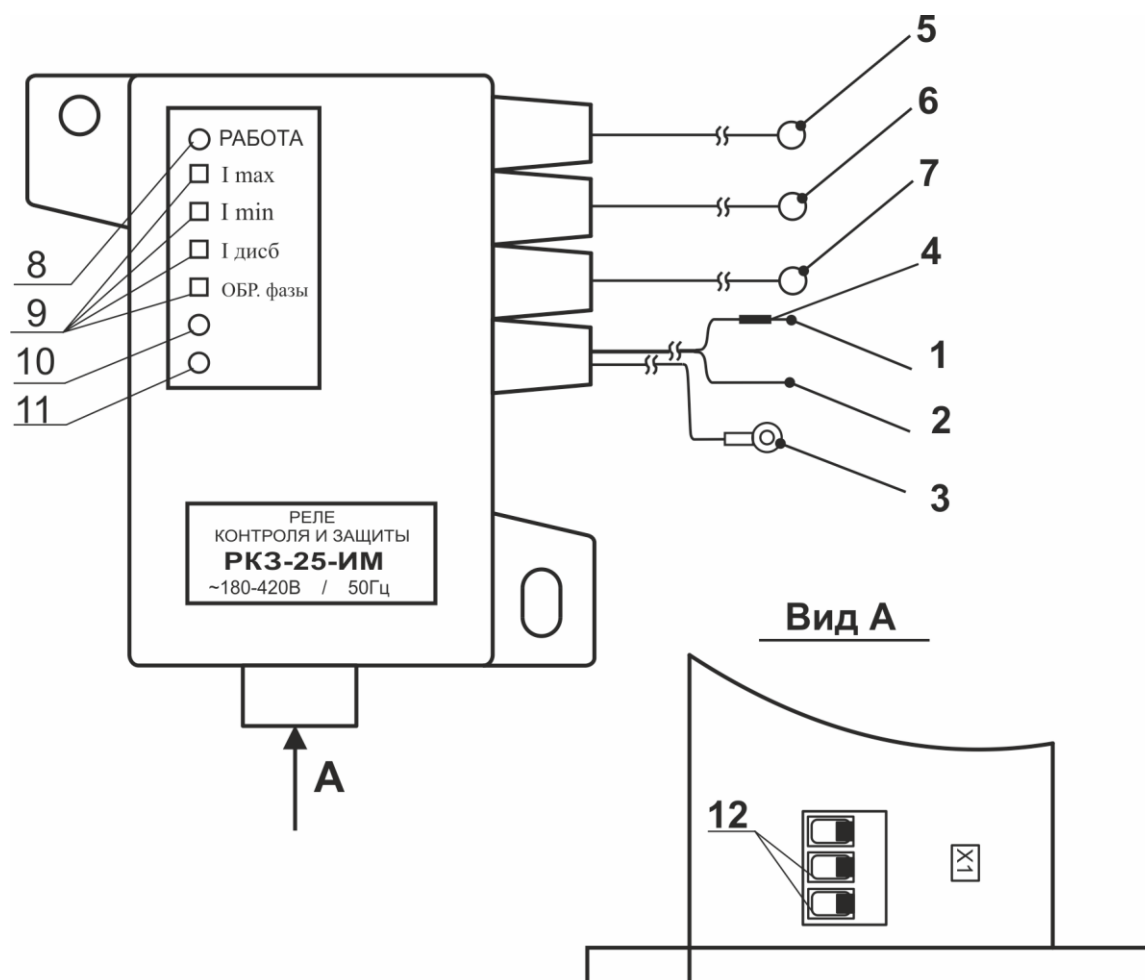 РАБОТА
I max
I min
I дисб
ОБР. фазы
8
9
10
11
5
6
7
4
1
2
3
РЕЛЕ
КОНТРОЛЯ И ЗАЩИТЫ
РКЗ-25-ИМ
~180-420В / 50Гц
А
Вид А
12
X1